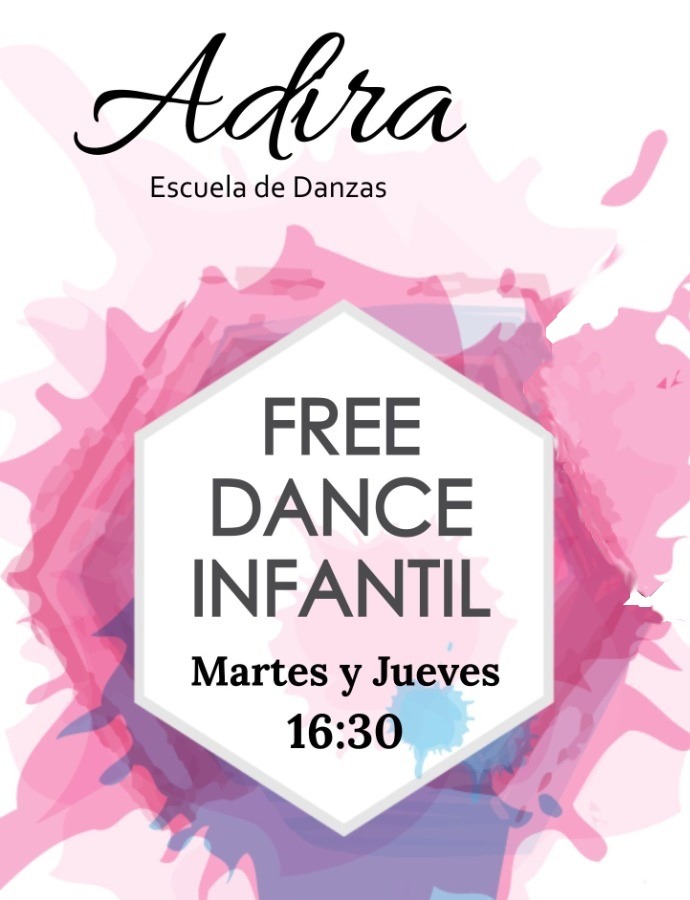 Adira
Escuela de Danzas
FREE
DANCE
INFANTIL
Martes y Jueves
16:30